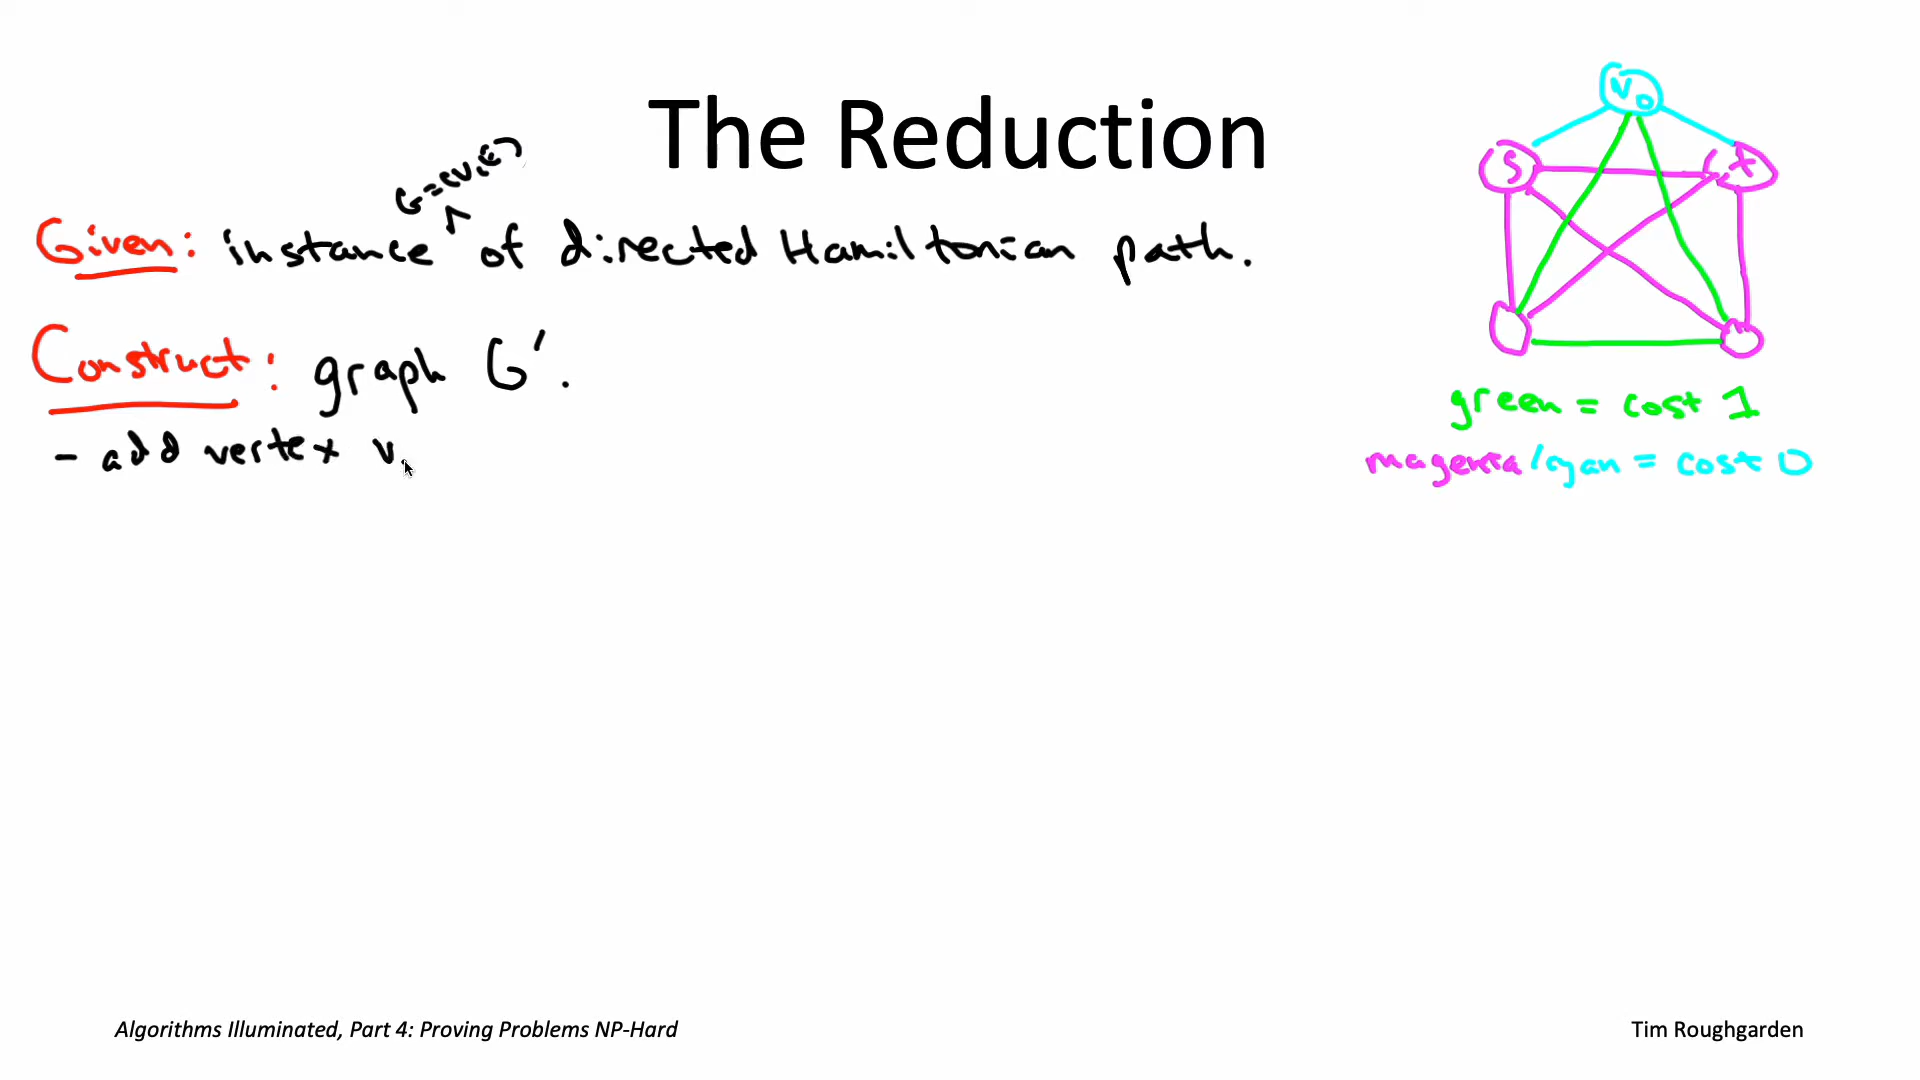 The Reduction
G=(V,E)
Given: instance ^ of directed Hamiltonian path.
Construct: graph G'.
- add vertex v
v0
s
t
green = cost 1
magenta/cyan = cost 0
Algorithms Illuminated, Part 4: Proving Problems NP-Hard
Tim Roughgarden